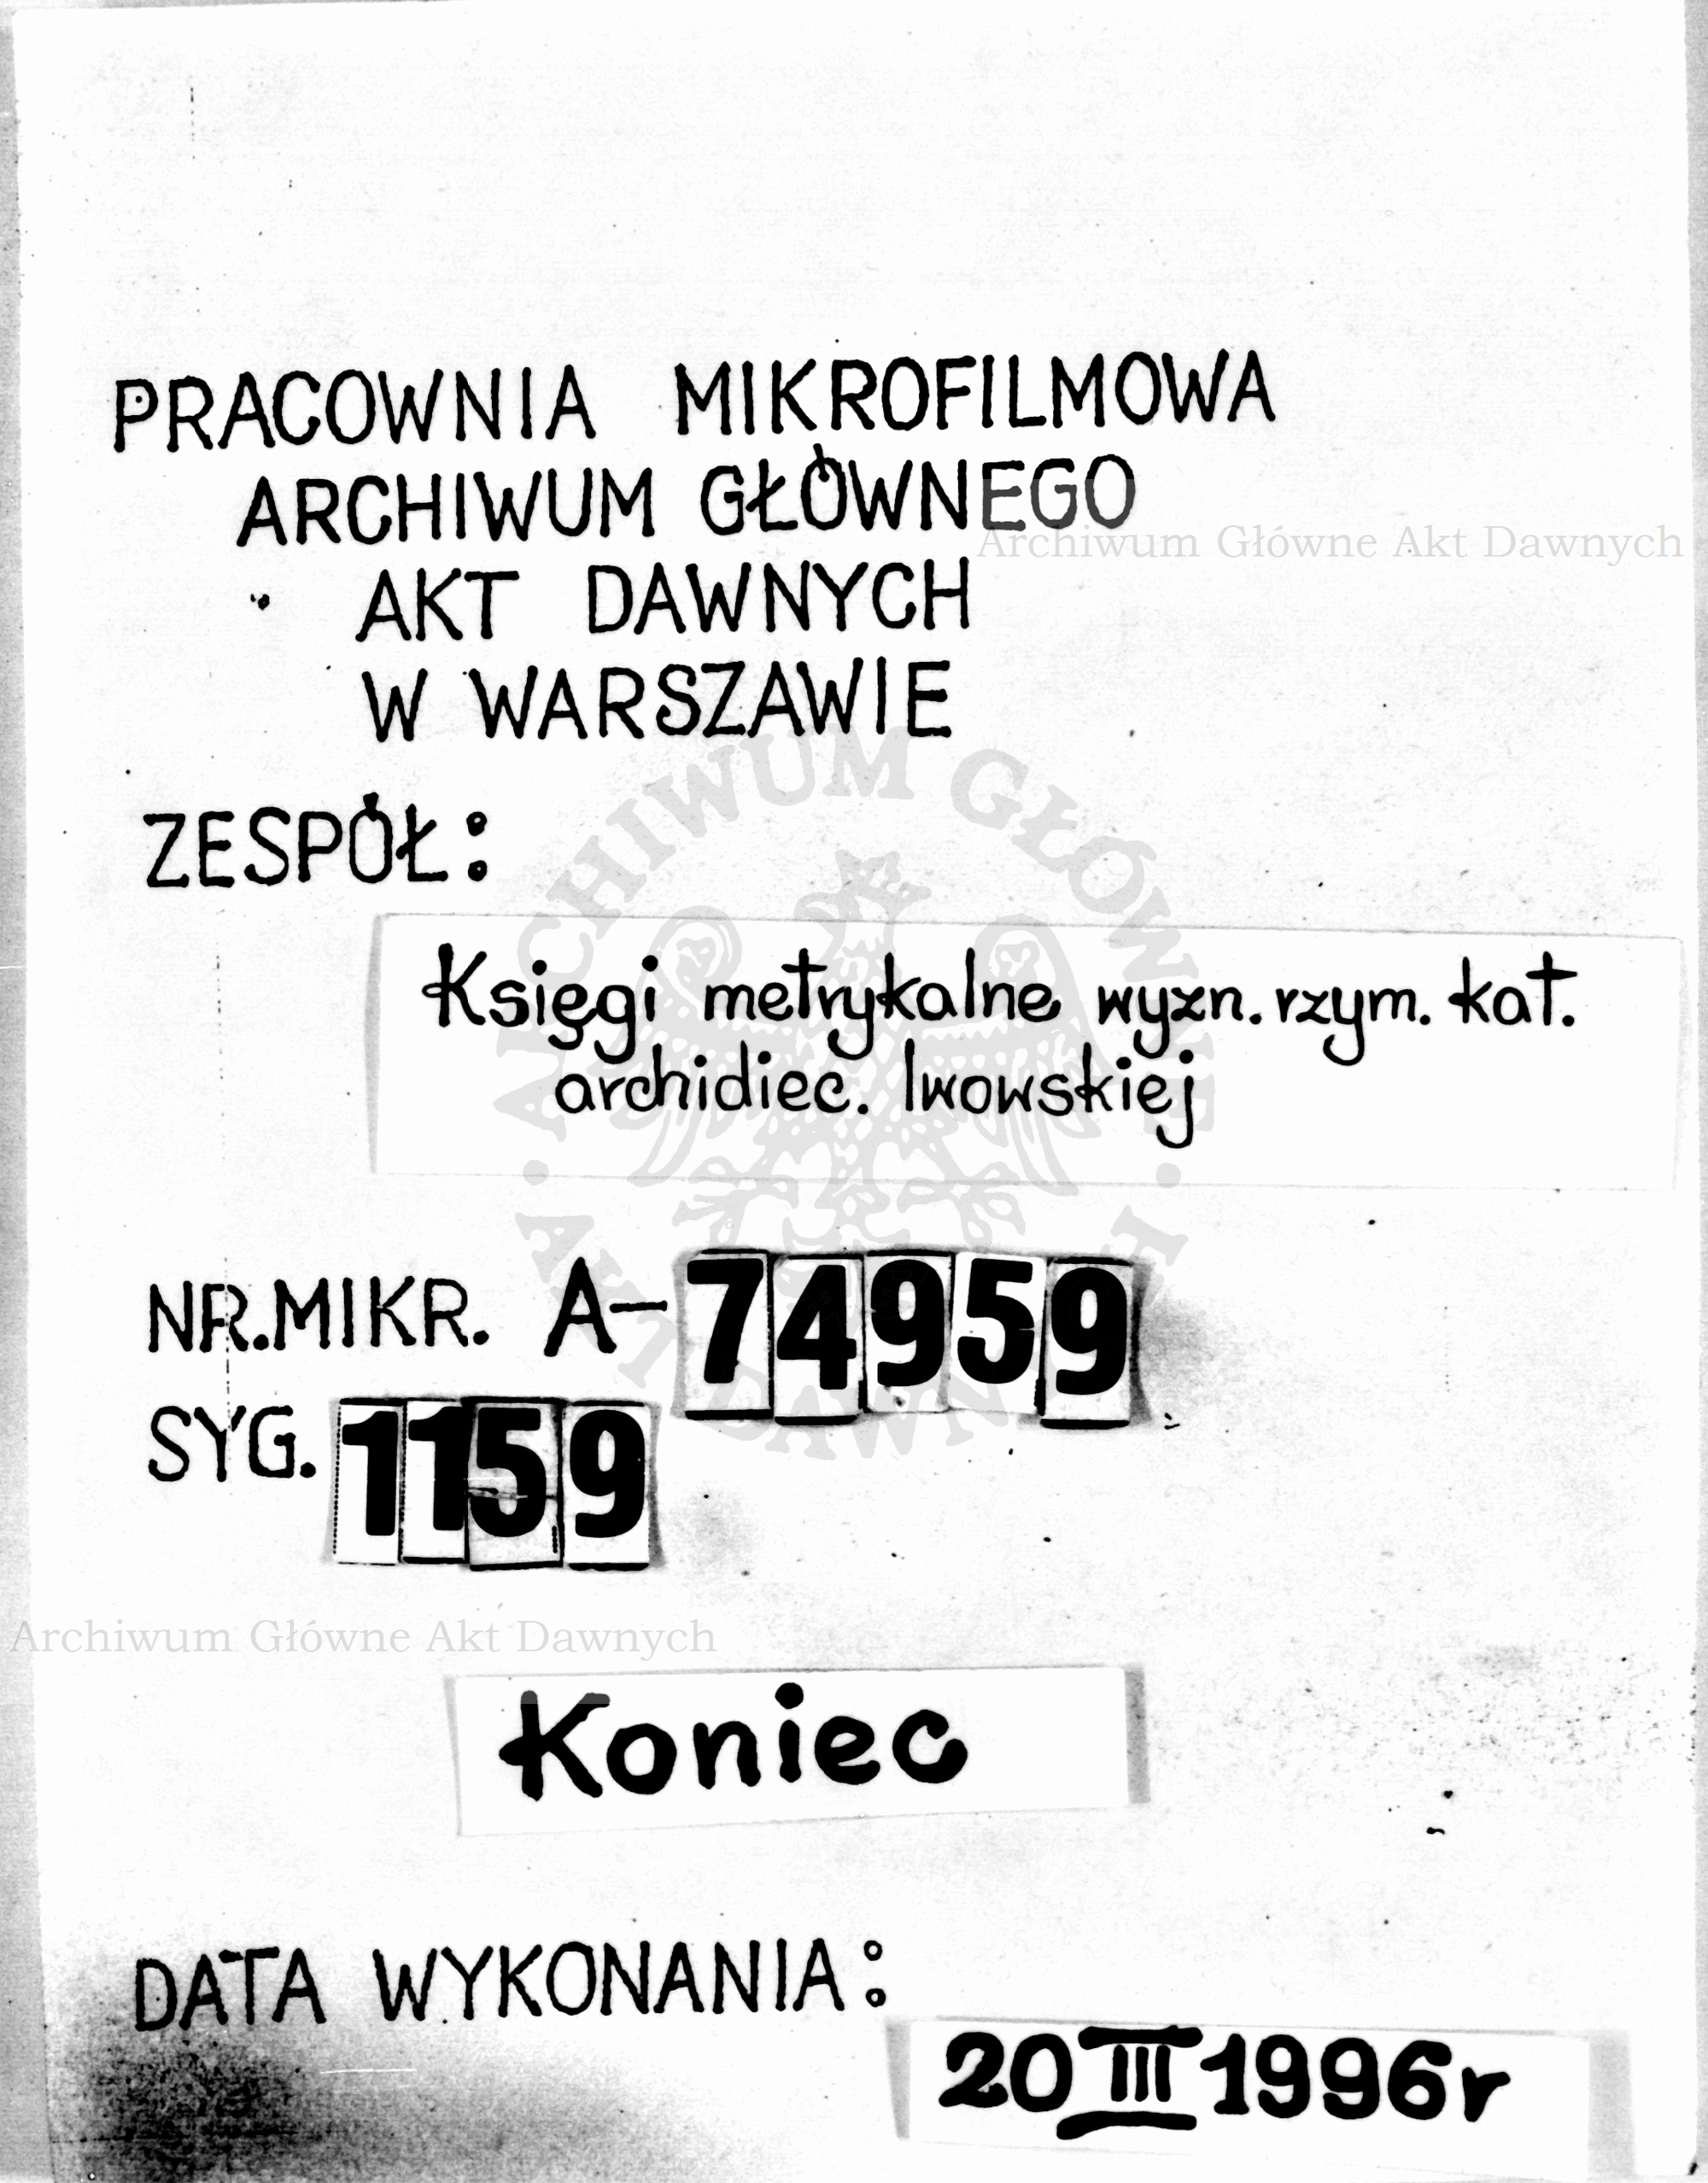 PRACOWNIA MIKROFILMOWA
ARCHIWUM GŁÓWNEGO
Archiwum Główne Akt Dawnych
AKT DAWNYCH
W WARSZAWIE
ZESPÓŁ:
Księgi metrykalne wyzn. rzym. kat.
archidiec. lwowskiej
NR.MIKR. A-74959
SYG. 1159
Archiwum Główne Akt Dawnych
Koniec
DATA WYKONANIA:
20 III 1996r